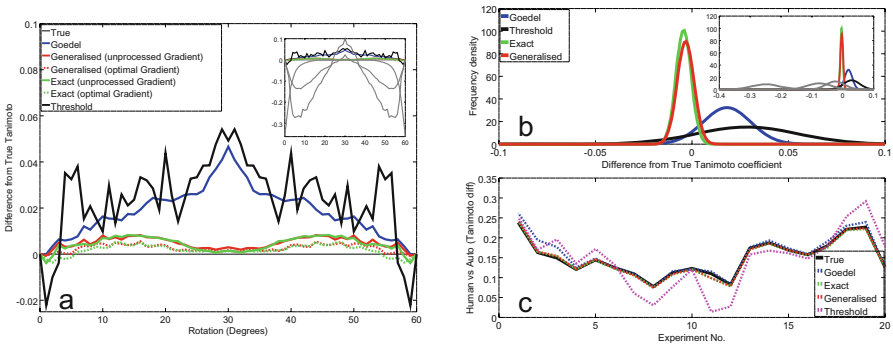 0.1
0.08
0.06
0.04
0.02
0
-0.02
Difference from True Tanimoto
True
Goedel
Generalised (unprocessed Gradient)
Generalised (optimal Gradient)
Exact (unprocessed Gradient)
Exact (optimal Gradient)
Threshold
0.1
0
-0.1
-0.2
-0.3
0 10 20 30 40 50 60
a
0 10 20 30 40 50 60
Rotation (Degrees)
120
100
80
60
40
20
0
Frequency density
Goedel
Threshold
Exact
Generalised
120
100
80
60
40
20
0
-0.4 -0.3 -0.2 -0.1 0 0.1
b
-0.1 -0.05 0 0.05 0.1
Difference from True Tanimoto coefficient
0.35
0.3
0.25
0.2
0.15
0.1
0.05
0
Human vs Autp (Tanimoto diff)
True
Goedel
Exact
Generalised
Threshold
c
0 5 10 15 20
Experiment No.